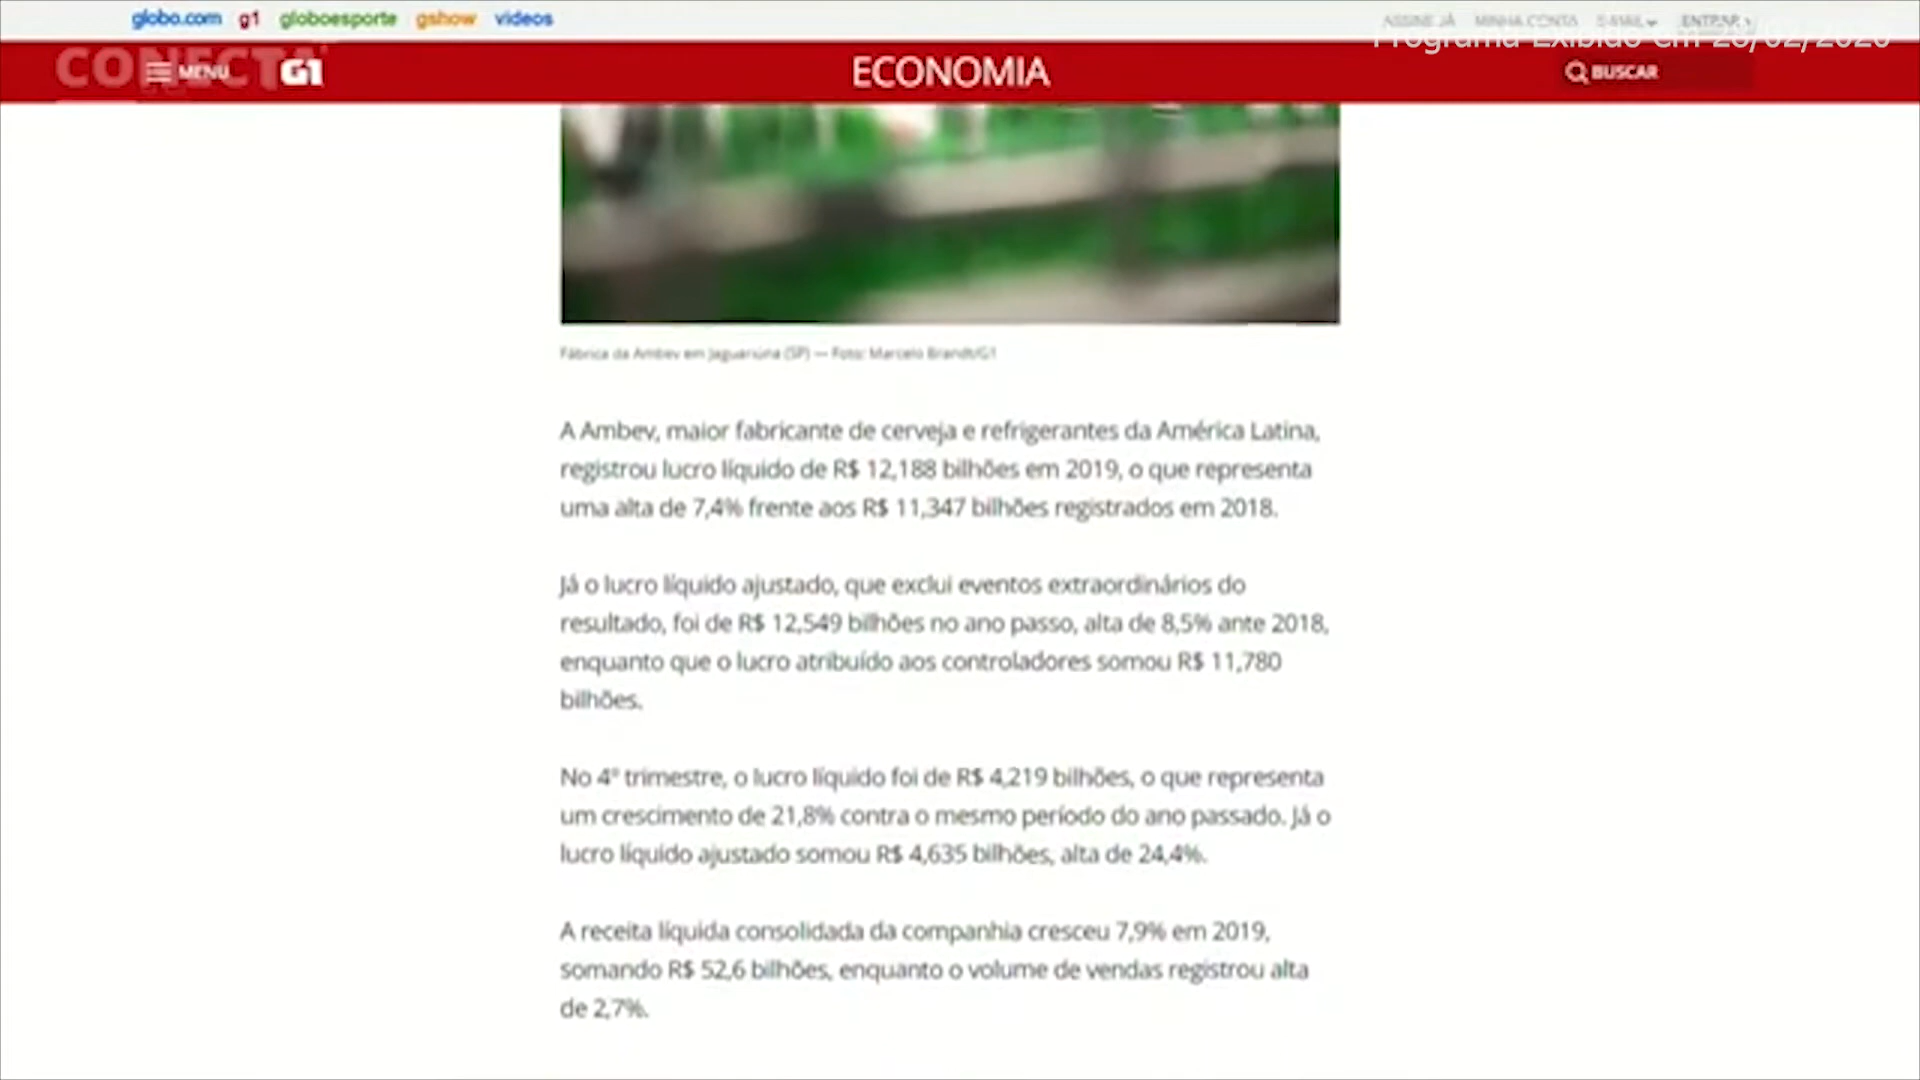 globo.com g1 globoesporte gshow vídeos
ASSINE JÁ MINHA CONTA E-MAIL ENTRAR
Programa Exibido em
CONECTA
MENU G1
ECONOMIA
BUSCAR
Fábrica da Ambev em Jaguariúna (SP) — Foto: Marcelo Brandt/G1
A Ambev, maior fabricante de cerveja e refrigerantes da América Latina,
registrou lucro líquido de R$ 12,188 bilhões em 2019, o que representa
uma alta de 7,4% frente aos R$ 11,347 bilhões registrados em 2018.
Já o lucro líquido ajustado, que exclui eventos extraordinários do
resultado, foi de R$ 12,549 bilhões no ano passo, alta de 8,5% ante 2018,
enquanto que o lucro atribuído aos controladores somou R$ 11,780
bilhões.
No 4º trimestre, o lucro líquido foi de R$ 4,219 bilhões, o que representa
um crescimento de 21,8% contra o mesmo período do ano passado. Já o
lucro líquido ajustado somou R$ 4,635 bilhões, alta de 24,4%.
A receita líquida consolidada da companhia cresceu 7,9% em 2019,
somando R$ 52,6 bilhões, enquanto o volume de vendas registrou alta
de 2,7%.